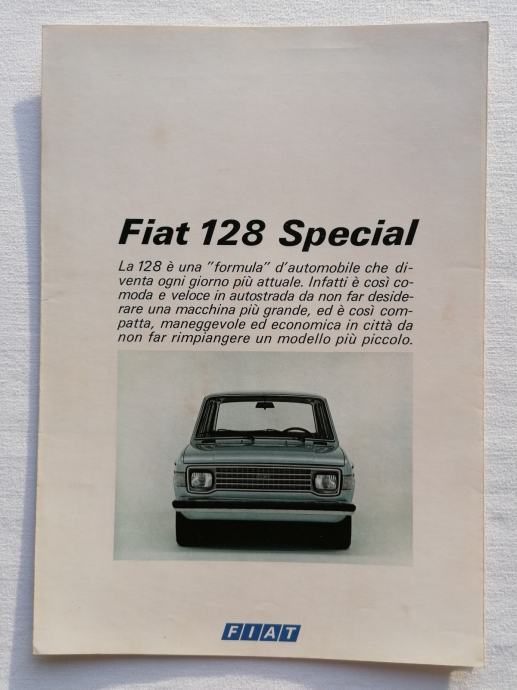 Fiat 128 Special
La 128 è una "formula" d'automobile che di-
venta ogni giorno più attuale. Infatti è così co-
moda e veloce in autostrada da non far deside-
rare una macchina più grande, ed è così com-
patta, maneggevole ed economica in città da
non far rimpiangere un modello più piccolo.
FIAT